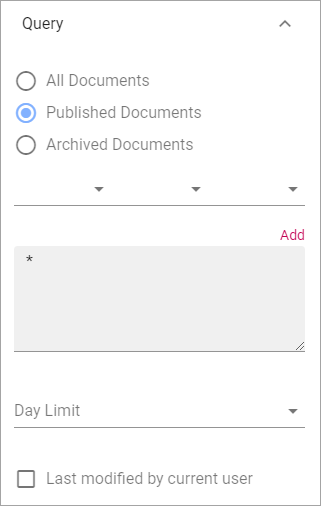 Query
All Documents
Published Documents
Archived Documents
Add
*
Day Limit
Last modified by current user